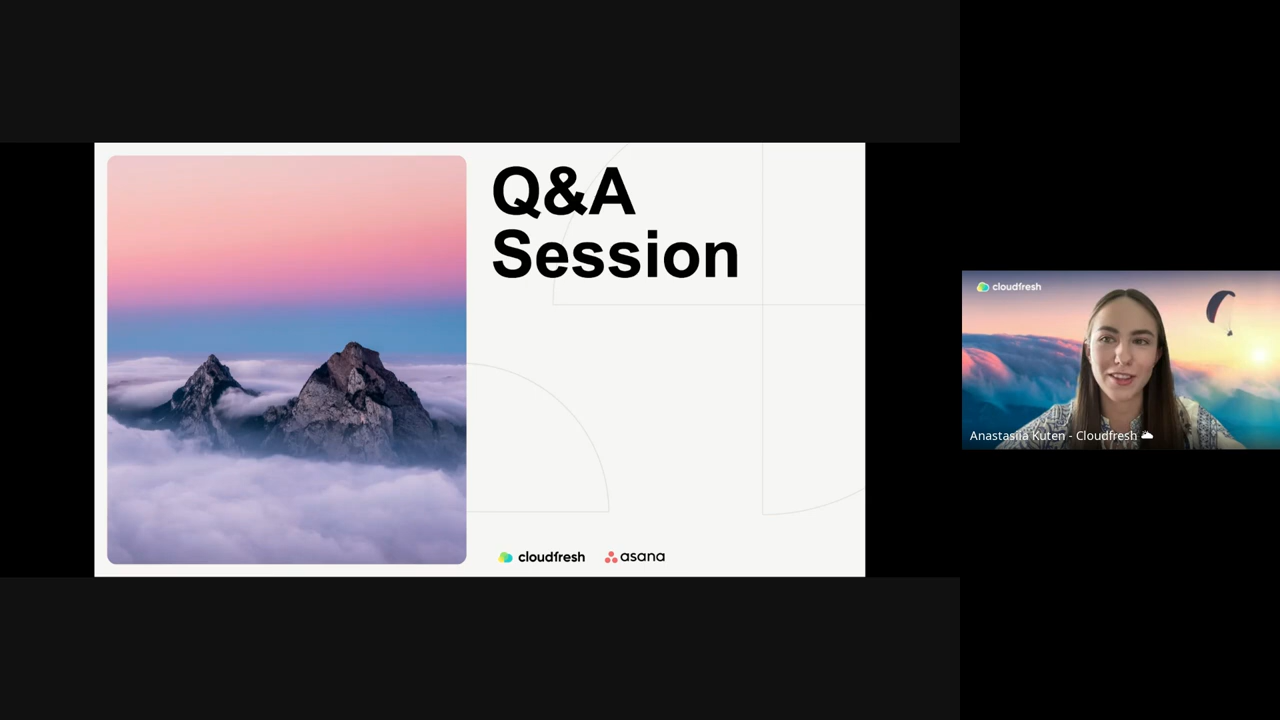 Q&A
Session
cloudfresh asana
cloudfresh
Anastasiia Kuten - Cloudfresh